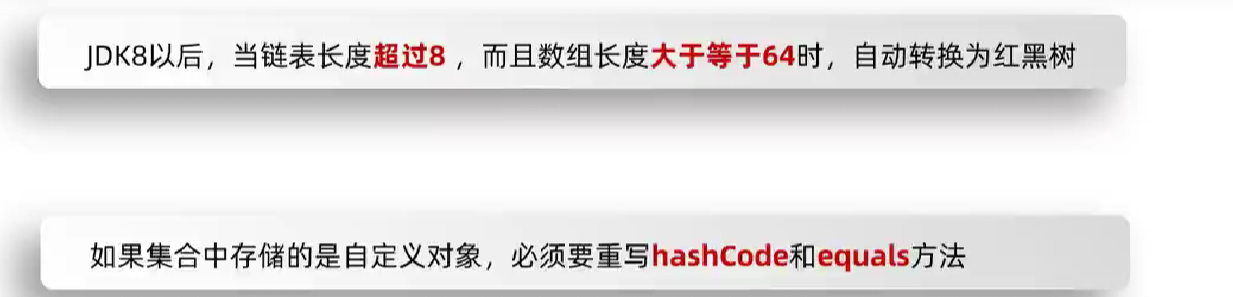 JDK8以后，当链表长度超过8 ，而且数组长度大于等于64时，自动转换为红黑树
如果集合中存储的是自定义对象，必须要重写hashCode和equals方法